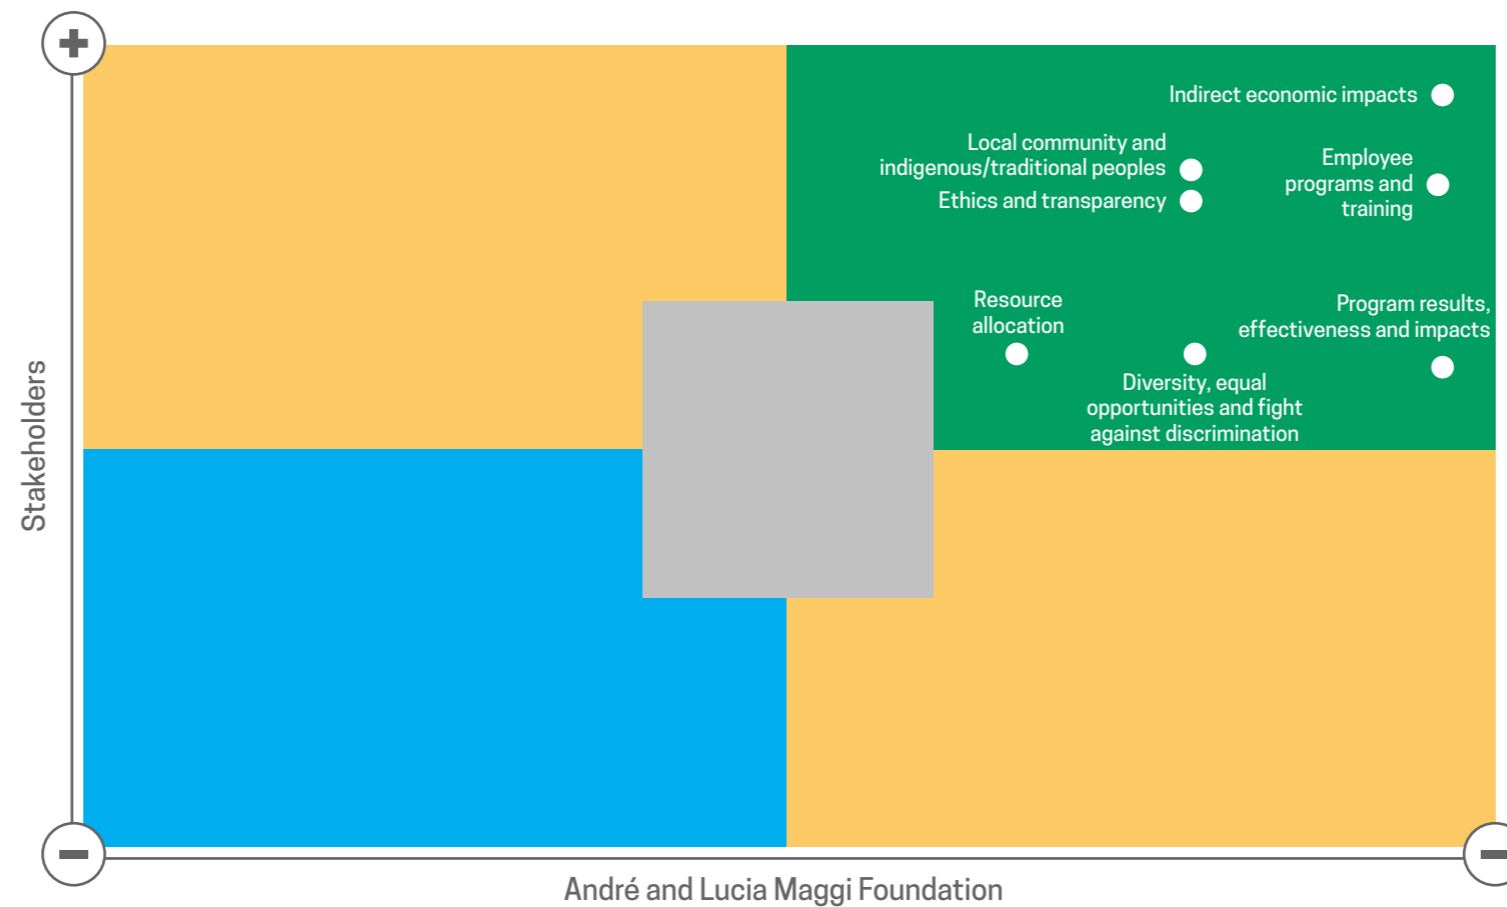 +
Indirect economic impacts
Local community and
indigenous/traditional peoples
Ethics and transparency
Employee
programs and
training
Resource
allocation
Program results,
effectiveness and impacts
Diversity, equal
opportunities and fight
against discrimination
Stakeholders
−
−
André and Lucia Maggi Foundation